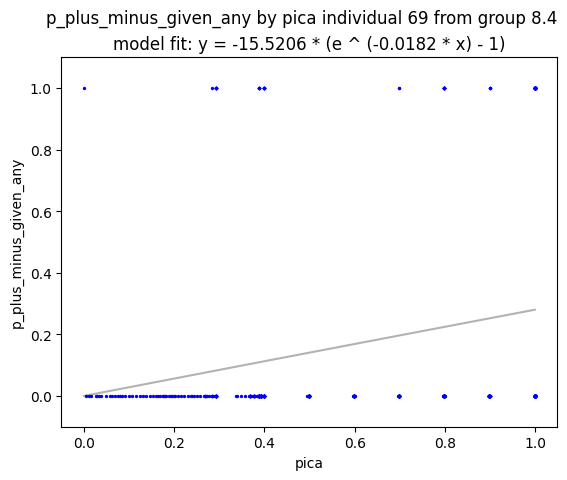 p_plus_minus_given_any by pica individual 69 from group 8.4
model fit: y = -15.5206 * (e ^ (-0.0182 * x) - 1)
1.0
0.8
0.6
0.4
0.2
0.0
p_plus_minus_given_any
0.0 0.2 0.4 0.6 0.8 1.0
pica